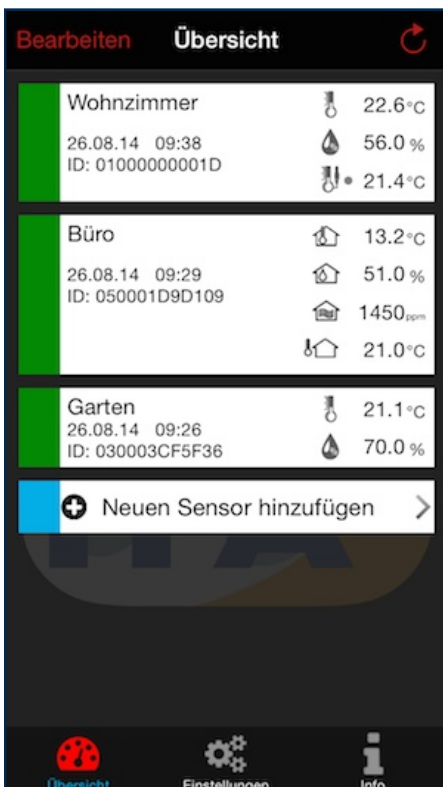 Bearbeiten Übersicht
Wohnzimmer 22.6°C
26.08.14 09:38 56.0 %
ID: 01000000001D 21.4°C
Büro 13.2°C
26.08.14 09:29 51.0 %
ID: 050001D9D109
1450 ppm
21.0°C
Garten 21.1°C
26.08.14 09:26
ID: 030003CF5F36 70.0 %
Neuen Sensor hinzufügen
Übersicht Einstellungen Info